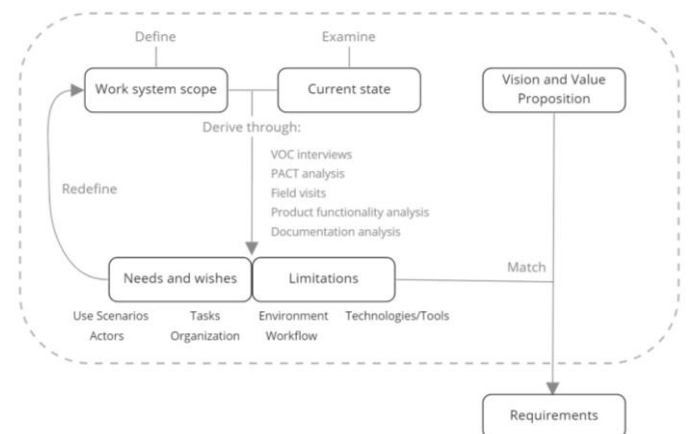 Define
Examine
Work system scope
Current state
Vision and Value
Proposition
Derive through:
VOC interviews
PACT analysis
Field visits
Product functionality analysis
Documentation analysis
Redefine
Match
Needs and wishes
Limitations
Use Scenarios
Tasks
Environment
Technologies/Tools
Actors
Organization
Workflow
Requirements